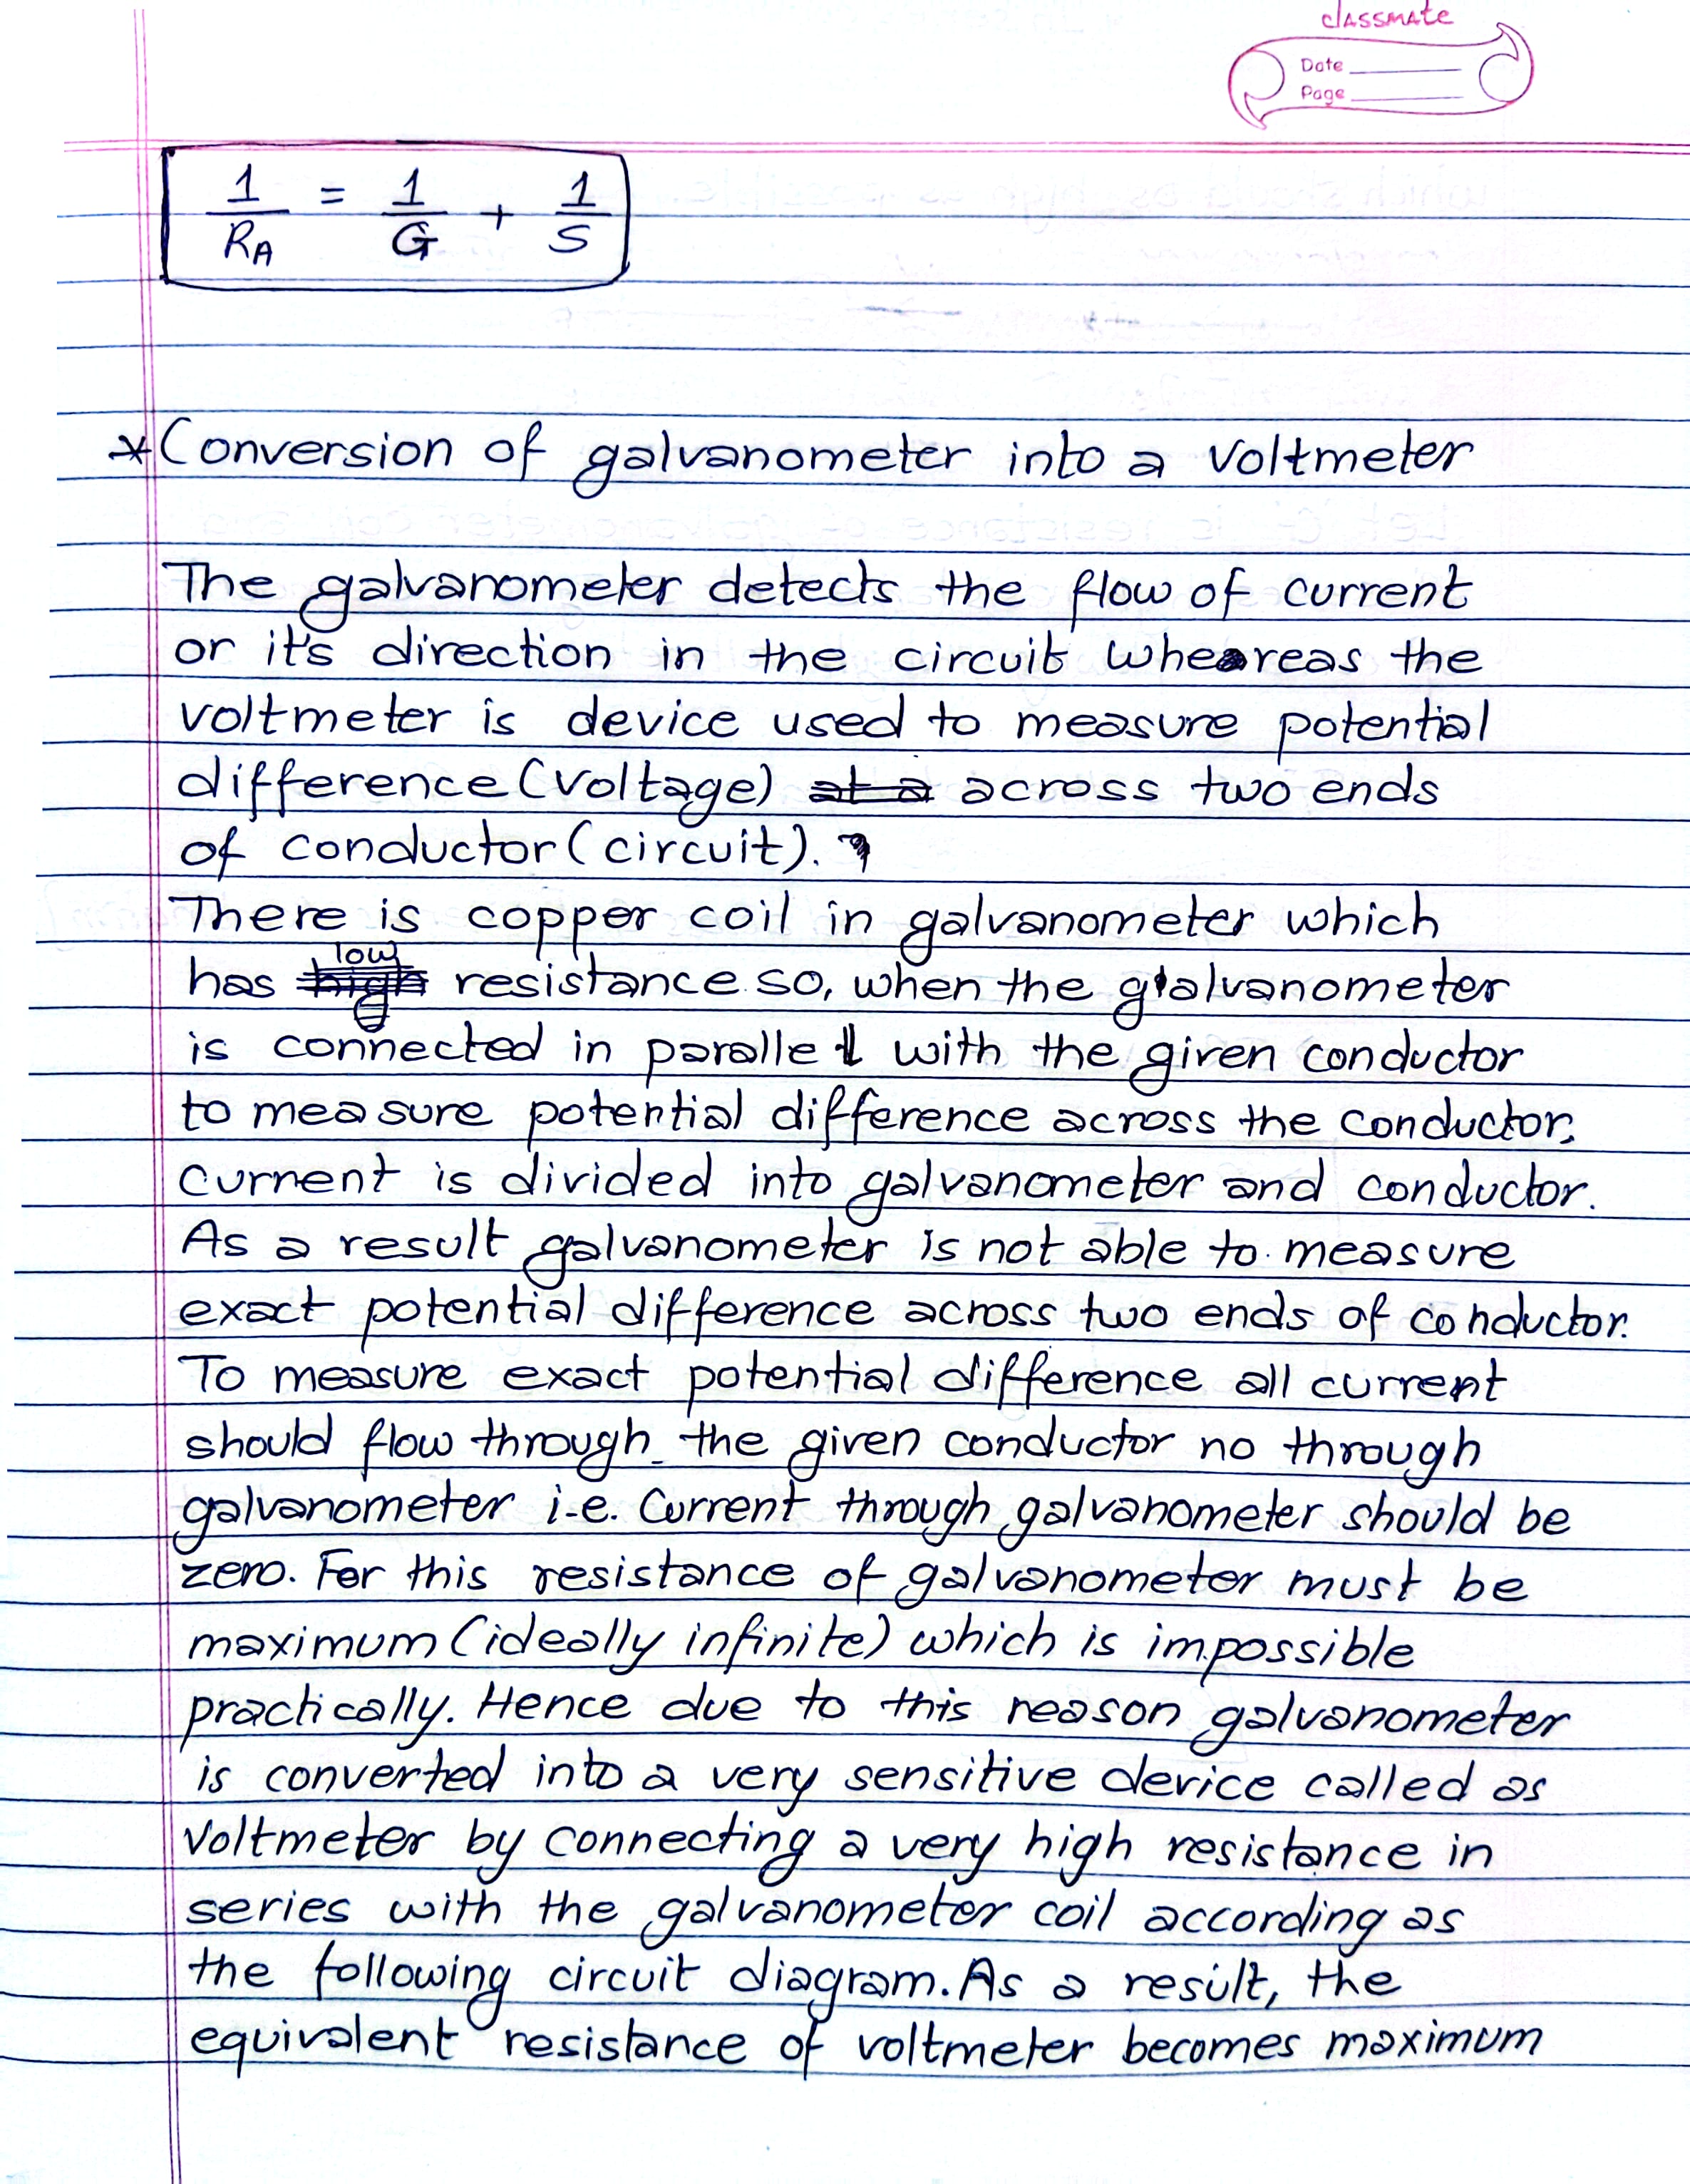 classmate
Date
Page
1/R_A = 1/G + 1/S
*Conversion of galvanometer into a voltmeter
The galvanometer detects the flow of current
or it's direction in the circuit wheareas the
voltmeter is device used to measure potential
difference (voltage) at a across two ends
of conductor (circuit).
There is copper coil in galvanometer which
low
has high resistance so, when the galvanometer
is connected in parallel with the given conductor
to measure potential difference across the conductor,
current is divided into galvanometer and conductor.
As a result galvanometer is not able to measure
exact potential difference across two ends of conductor.
To measure exact potential difference all current
should flow through the given conductor no through
galvanometer i.e. Current through galvanometer should be
zero. For this resistance of galvanometer must be
maximum (ideally infinite) which is impossible
practically. Hence due to this reason galvanometer
is converted into a very sensitive device called as
Voltmeter by connecting a very high resistance in
series with the galvanometer coil according as
the following circuit diagram. As a result, the
equivalent resistance of voltmeter becomes maximum